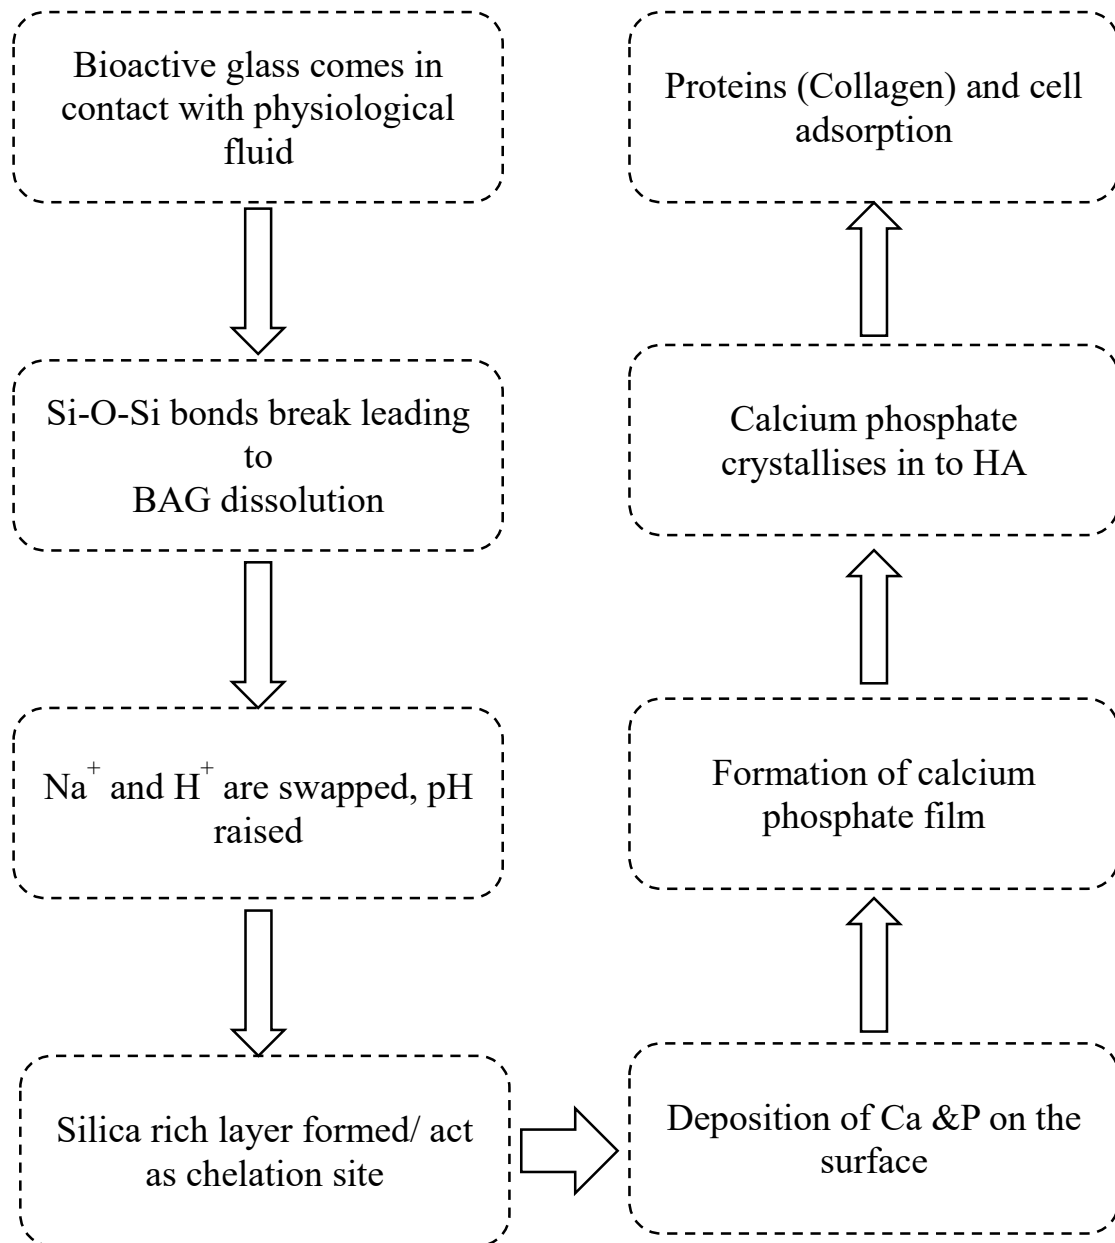 Bioactive glass comes in
contact with physiological
fluid
Si-O-Si bonds break leading
to
BAG dissolution
Na⁺ and H⁺ are swapped, pH
raised
Silica rich layer formed/ act
as chelation site
Deposition of Ca &P on the
surface
Formation of calcium
phosphate film
Calcium phosphate
crystallises in to HA
Proteins (Collagen) and cell
adsorption